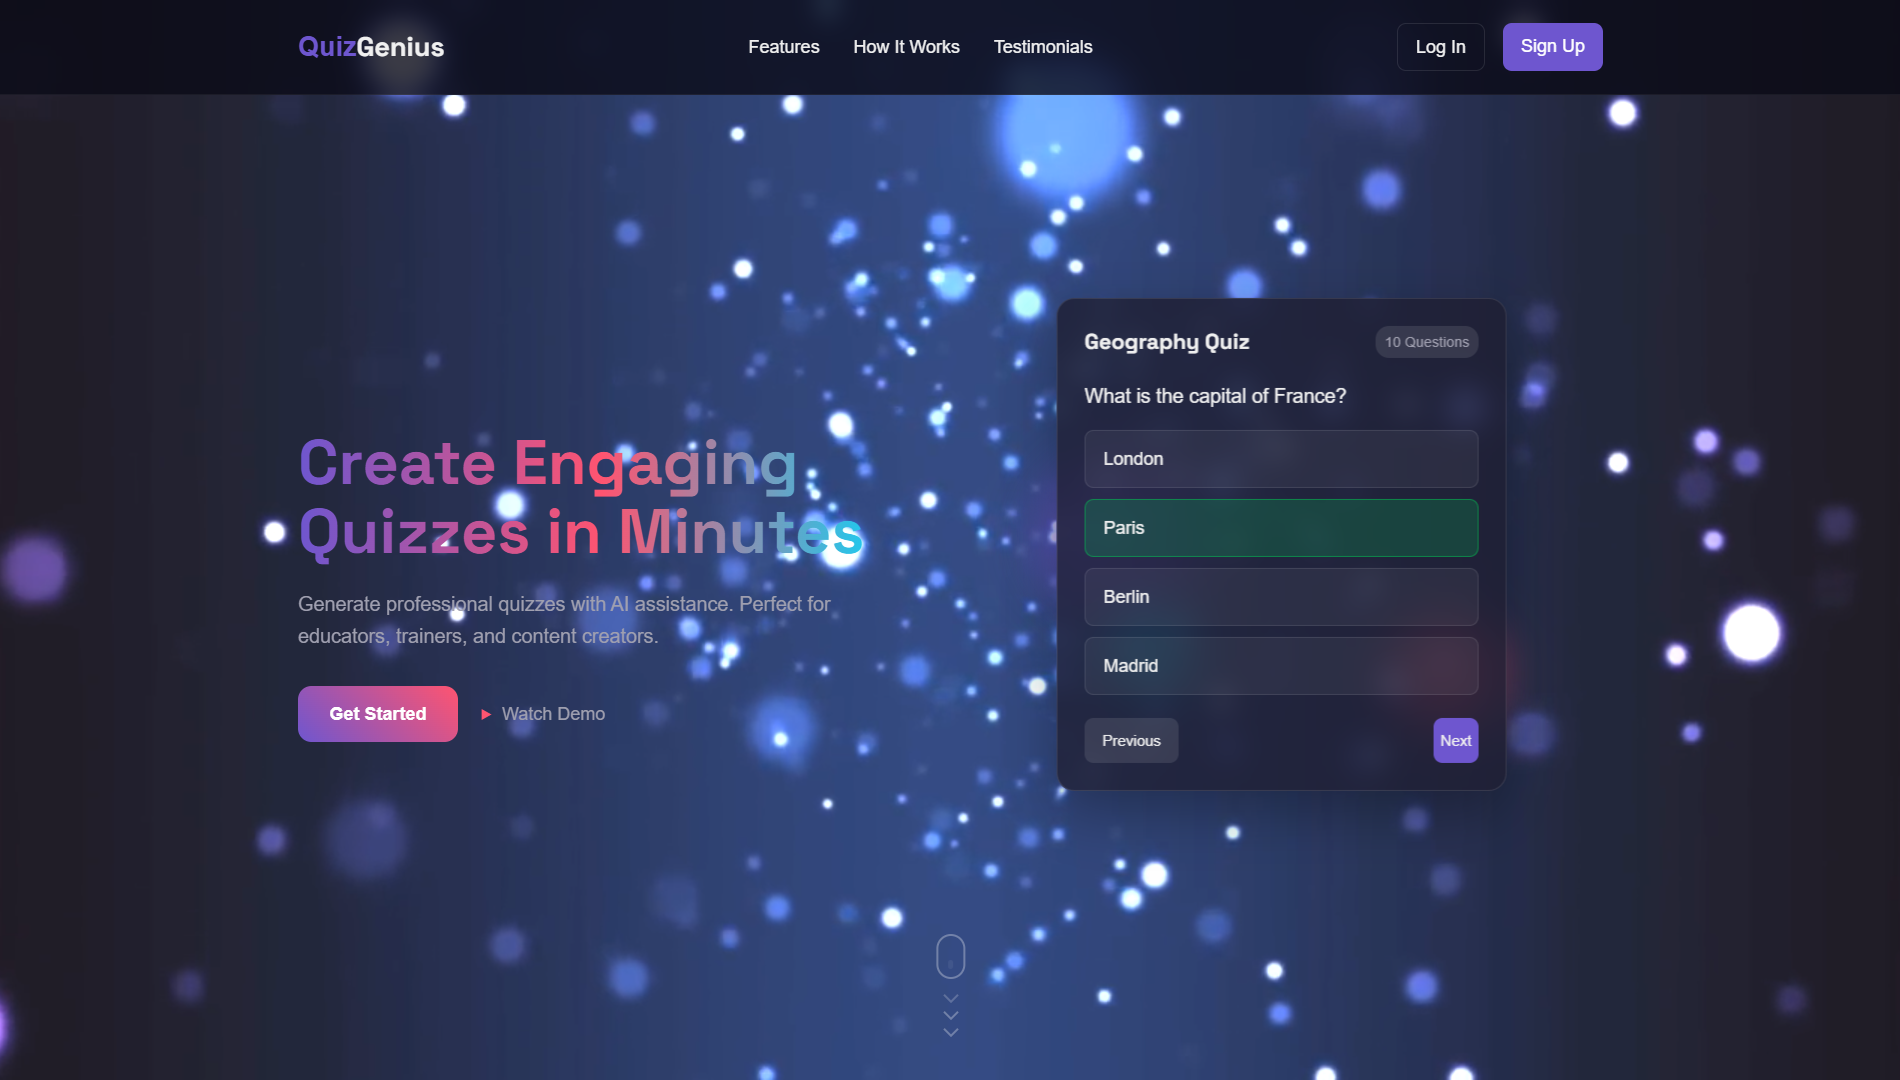 QuizGenius
Features
How It Works
Testimonials
Log In
Sign Up
Create Engaging
Quizzes in Minutes
Generate professional quizzes with AI assistance. Perfect for
educators, trainers, and content creators.
Get Started
Watch Demo
Geography Quiz
10 Questions
What is the capital of France?
London
Paris
Berlin
Madrid
Previous
Next